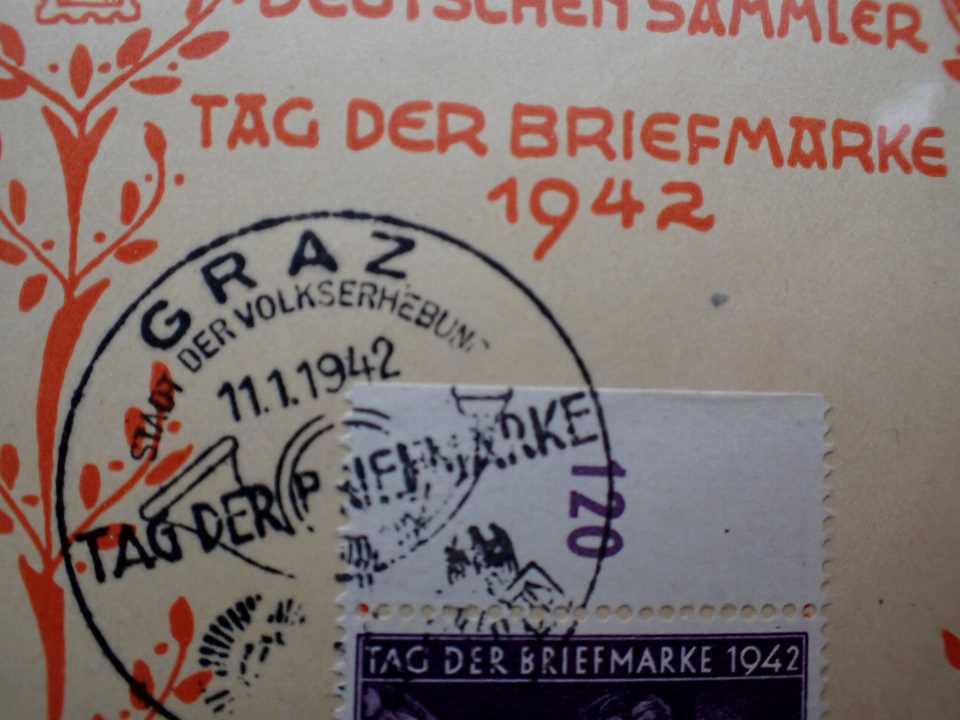 DEUTSCHEN SAMMLER
TAG DER BRIEFMARKE
1942
GRAZ
STADT DER VOLKSERHEBUNG
11.1.1942
TAG DER BRIEFMARKE
120
TAG DER BRIEFMARKE 1942